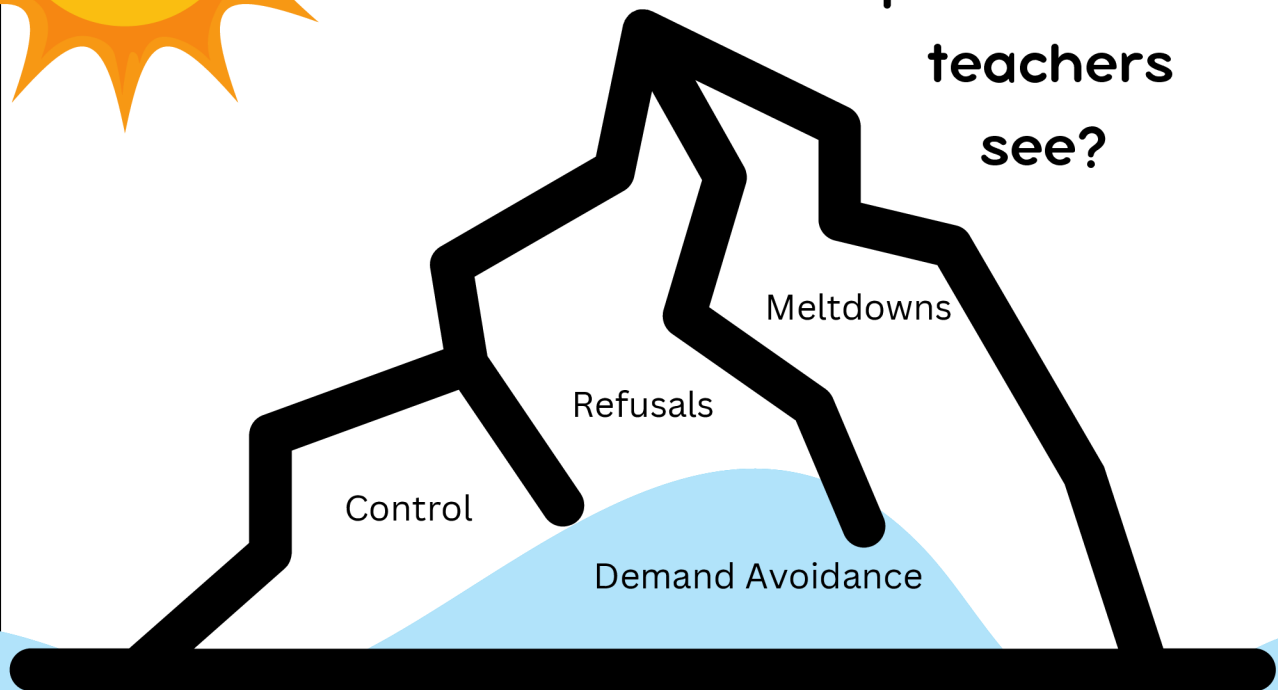 teachers
see?
Meltdowns
Refusals
Control
Demand Avoidance